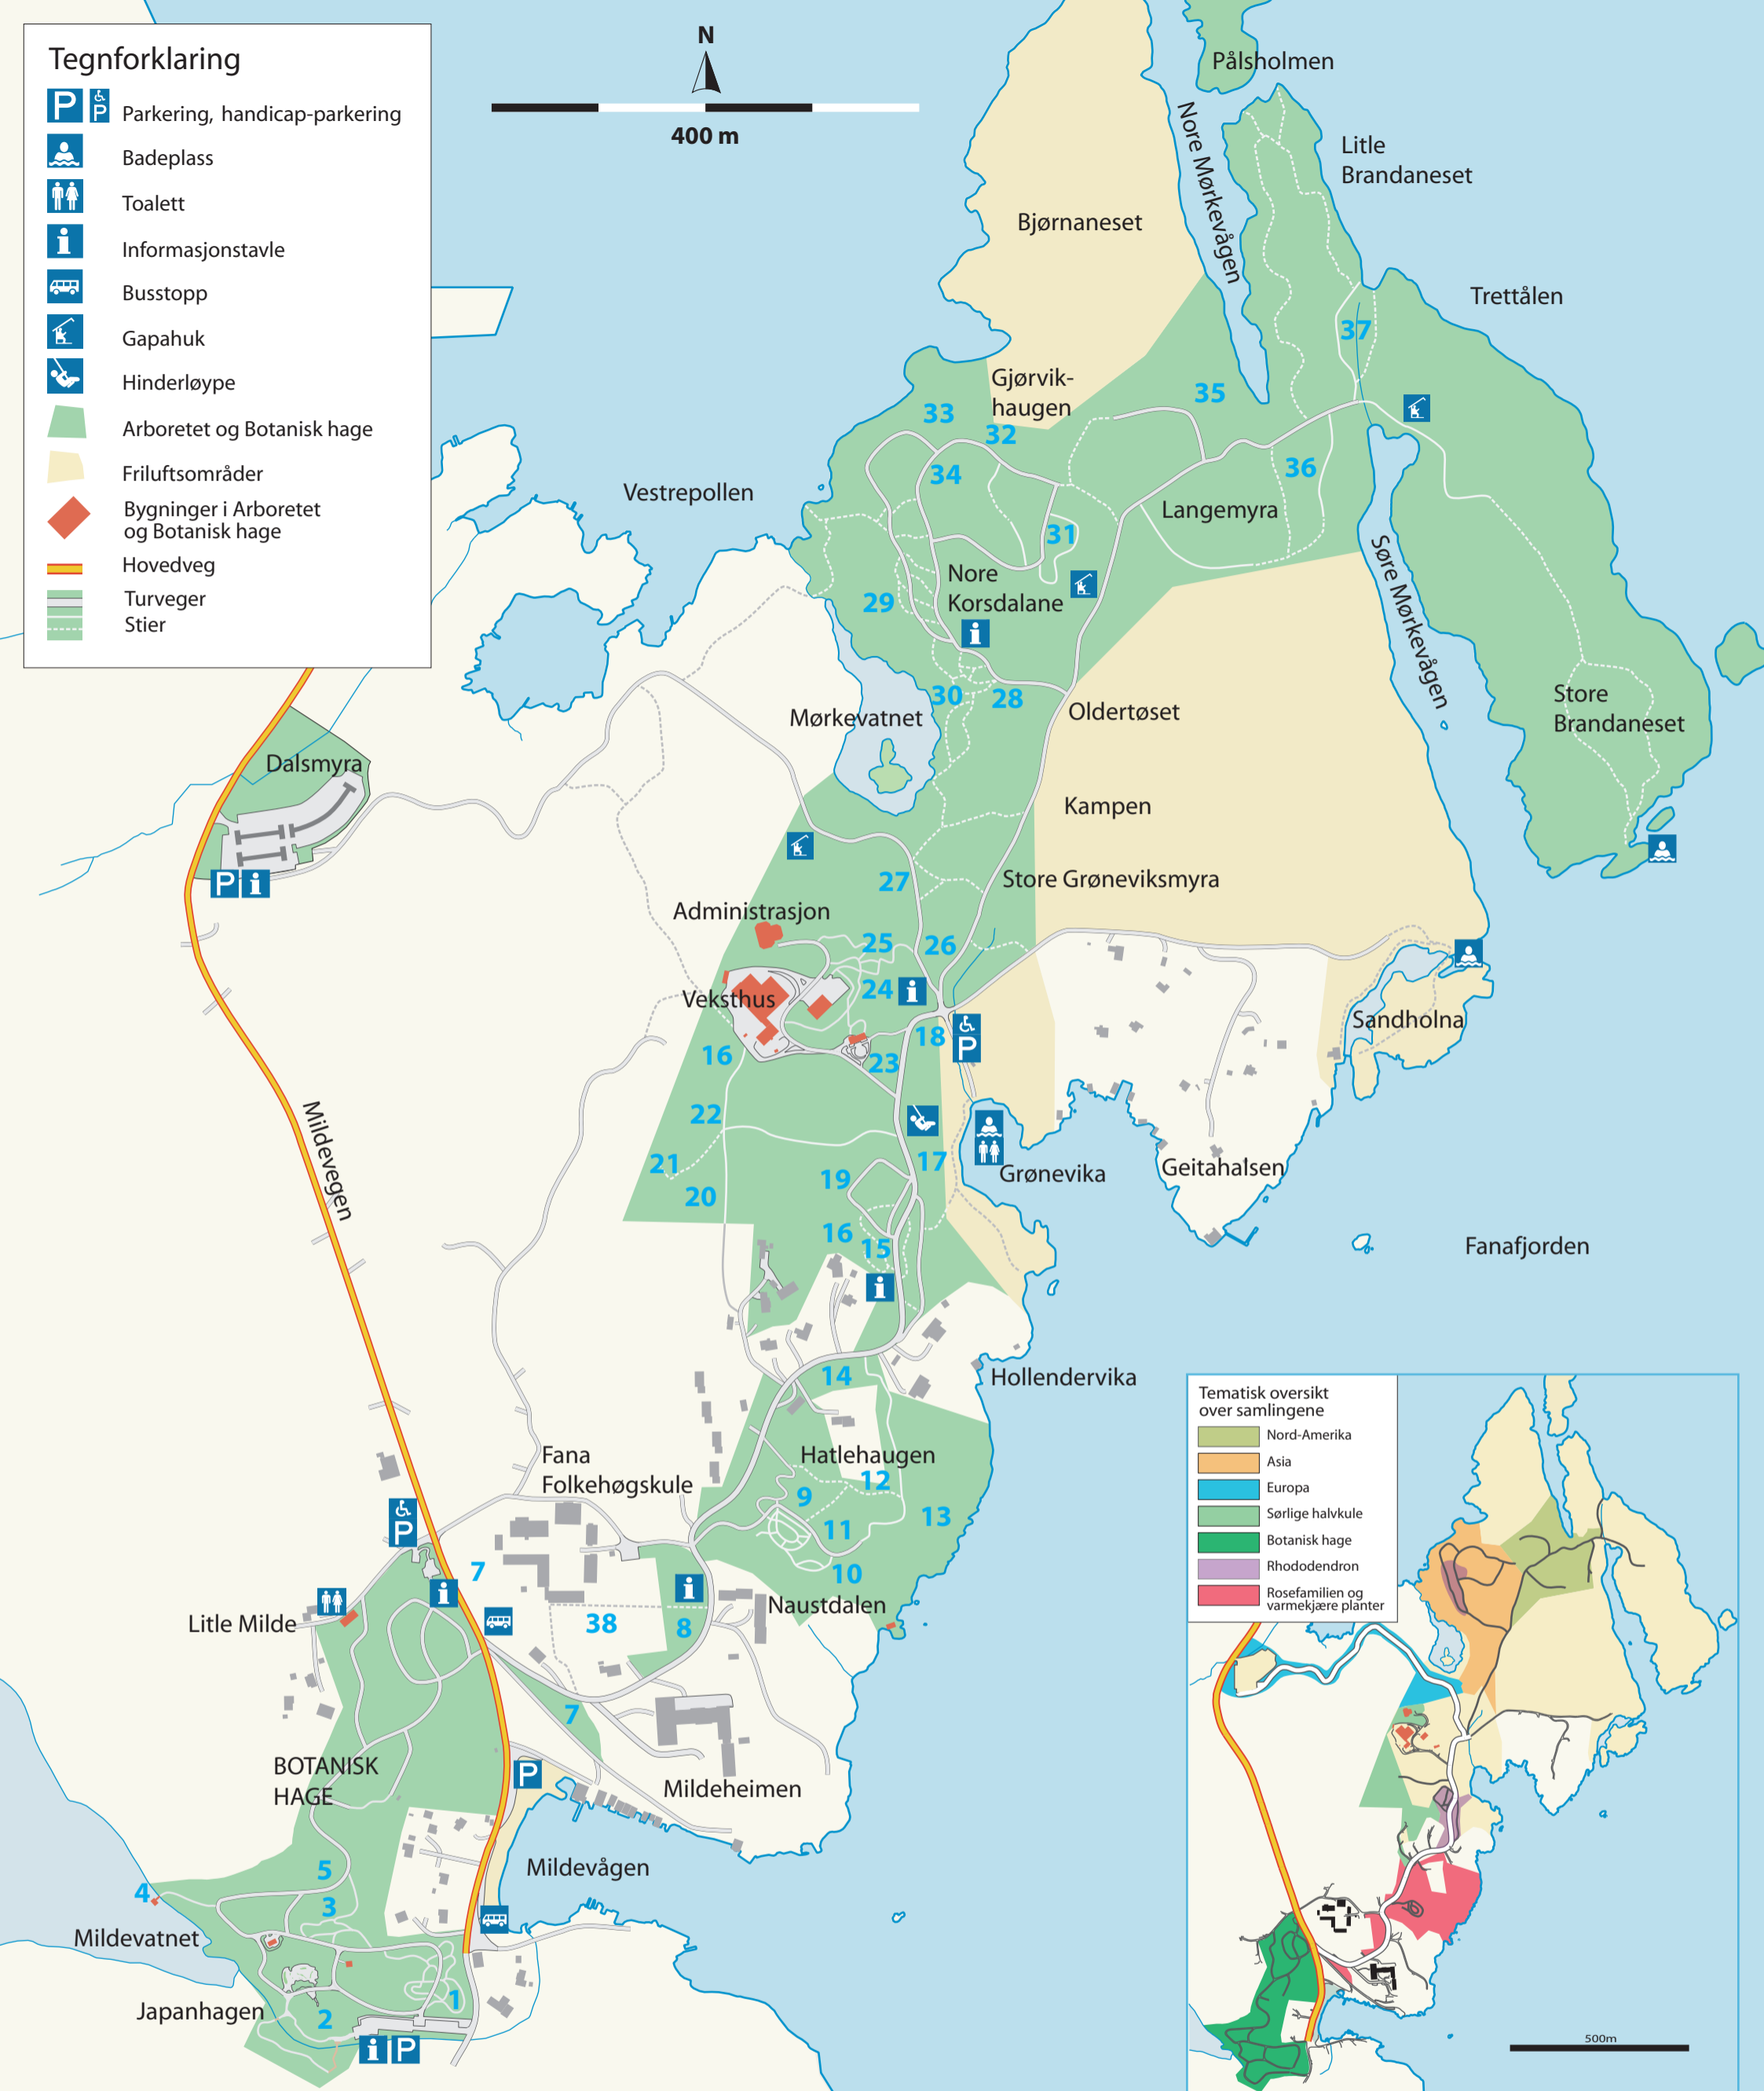 Tegnforklaring
P P Parkering, handicap-parkering
Badeplass
Toalett
i Informasjonstavle
Busstopp
Gapahuk
Hinderløype
Arboretet og Botanisk hage
Friluftsområder
Bygninger i Arboretet
og Botanisk hage
Hovedveg
Turveger
Stier
N
400 m
Pålsholmen
Litle
Brandaneset
Nore Mørkevågen
Bjørnaneset
Trettålen
37
Gjørvik-
haugen
35
33
32
34
36
Vestrepollen
Langemyra
31
Nore
Korsdalane
29
i
Søre Mørkevågen
30
28
Oldertøset
Store
Brandaneset
Mørkevatnet
Dalsmyra
Kampen
P i
27
Store Grøneviksmyra
Administrasjon
25
26
24
i
Veksthus
Sandholna
18
P
16
23
22
Mildevegen
21
17
20
19
Grønevika
Geitahalsen
16
15
i
Fanafjorden
14
Hollendervika
Fana
Folkehøgskule
Hatlehaugen
12
9
13
11
P
10
7
i
i
Naustdalen
Litle Milde
38
8
7
BOTANISK
HAGE
P
Mildeheimen
Mildevågen
5
4
3
Mildevatnet
1
Japanhagen
2
i P
Tematisk oversikt
over samlingene
Nord-Amerika
Asia
Europa
Sørlige halvkule
Botanisk hage
Rhododendron
Rosefamilien og
varmekjære planter
500m